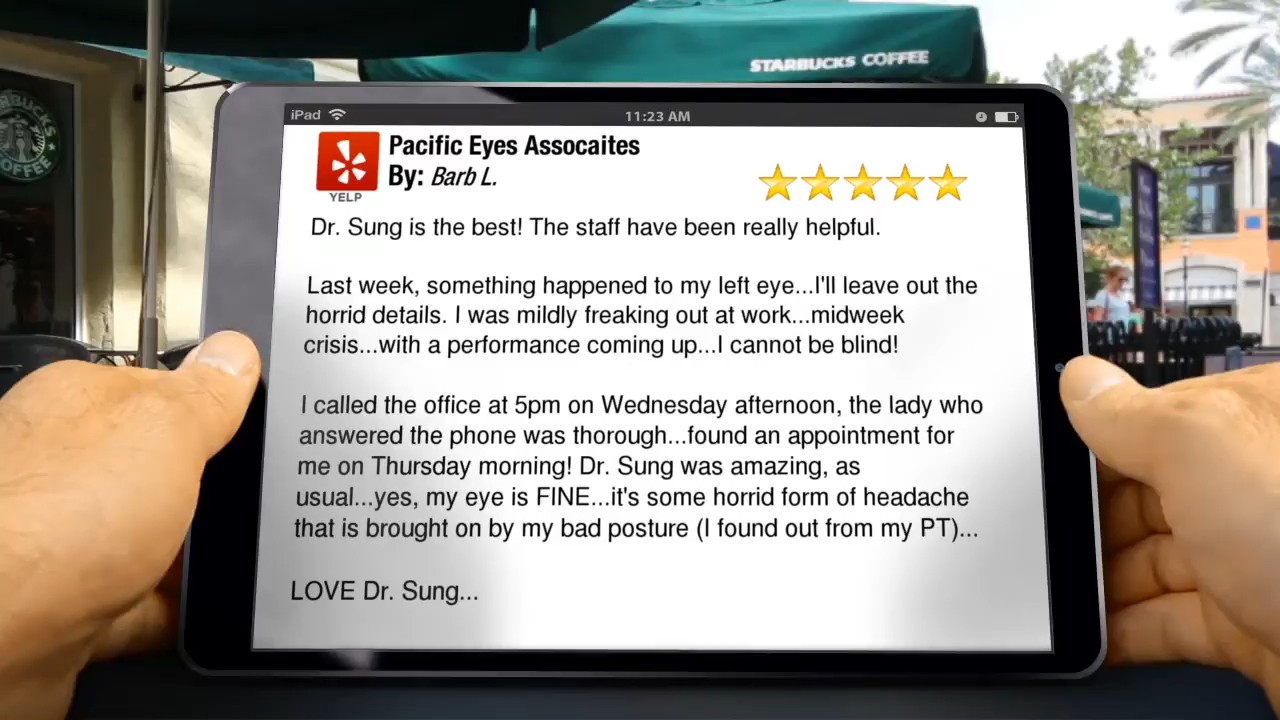 STARBUCKS COFFEE
STARBUCKS
COFFEE
iPad
11:23 AM
Pacific Eyes Assocaites
By: Barb L.
YELP
Dr. Sung is the best! The staff have been really helpful.
Last week, something happened to my left eye...I'll leave out the
horrid details. I was mildly freaking out at work...midweek
crisis...with a performance coming up...I cannot be blind!
I called the office at 5pm on Wednesday afternoon, the lady who
answered the phone was thorough...found an appointment for
me on Thursday morning! Dr. Sung was amazing, as
usual...yes, my eye is FINE...it's some horrid form of headache
that is brought on by my bad posture (I found out from my PT)...
LOVE Dr. Sung...